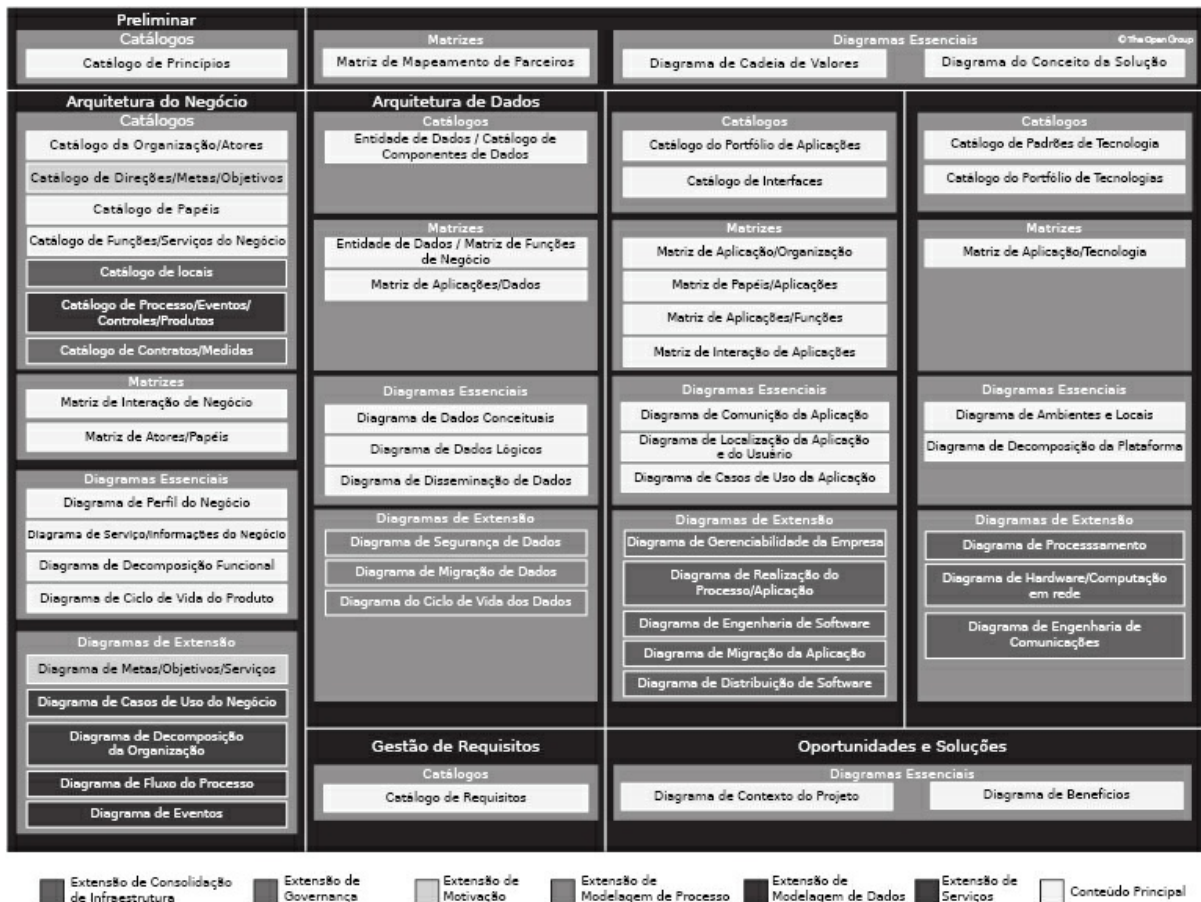 Preliminar
Catálogos
Catálogo de Princípios
Matrizes
Matriz de Mapeamento de Parceiros
Diagramas Essenciais
© The Open Group
Diagrama de Cadeia de Valores
Diagrama do Conceito da Solução
Arquitetura do Negócio
Catálogos
Catálogo da Organização/Atores
Catálogo de Direções/Metas/Objetivos
Catálogo de Papéis
Catálogo de Funções/Serviços do Negócio
Catálogo de locais
Catálogo de Processo/Eventos/
Controles/Produtos
Catálogo de Contratos/Medidas
Matrizes
Matriz de Interação de Negócio
Matriz de Atores/Papéis
Diagramas Essenciais
Diagrama de Perfil do Negócio
Diagrama de Serviço/Informações do Negócio
Diagrama de Decomposição Funcional
Diagrama de Ciclo de Vida do Produto
Diagramas de Extensão
Diagrama de Metas/Objetivos/Serviços
Diagrama de Casos de Uso do Negócio
Diagrama de Decomposição
da Organização
Diagrama de Fluxo do Processo
Diagrama de Eventos
Arquitetura de Dados
Catálogos
Entidade de Dados / Catálogo de
Componentes de Dados
Matrizes
Entidade de Dados / Matriz de Funções
de Negócio
Matriz de Aplicações/Dados
Diagramas Essenciais
Diagrama de Dados Conceituais
Diagrama de Dados Lógicos
Diagrama de Disseminação de Dados
Diagramas de Extensão
Diagrama de Segurança de Dados
Diagrama de Migração de Dados
Diagrama do Ciclo de Vida dos Dados
Catálogos
Catálogo do Portfólio de Aplicações
Catálogo de Interfaces
Matrizes
Matriz de Aplicação/Organização
Matriz de Papéis/Aplicações
Matriz de Aplicações/Funções
Matriz de Interação de Aplicações
Diagramas Essenciais
Diagrama de Comunição da Aplicação
Diagrama de Localização da Aplicação
e do Usuário
Diagrama de Casos de Uso da Aplicação
Diagramas de Extensão
Diagrama de Gerenciabilidade da Empresa
Diagrama de Realização do
Processo/Aplicação
Diagrama de Engenharia de Software
Diagrama de Migração da Aplicação
Diagrama de Distribuição de Software
Catálogos
Catálogo de Padrões de Tecnologia
Catálogo do Portfólio de Tecnologias
Matrizes
Matriz de Aplicação/Tecnologia
Diagramas Essenciais
Diagrama de Ambientes e Locais
Diagrama de Decomposição da Plataforma
Diagramas de Extensão
Diagrama de Processsamento
Diagrama de Hardware/Computação
em rede
Diagrama de Engenharia de
Comunicações
Gestão de Requisitos
Catálogos
Catálogo de Requisitos
Oportunidades e Soluções
Diagramas Essenciais
Diagrama de Contexto do Projeto
Diagrama de Benefícios
Extensão de Consolidação
de Infraestrutura
Extensão de
Governança
Extensão de
Motivação
Extensão de
Modelagem de Processo
Extensão de
Modelagem de Dados
Extensão de
Serviços
Conteúdo Principal